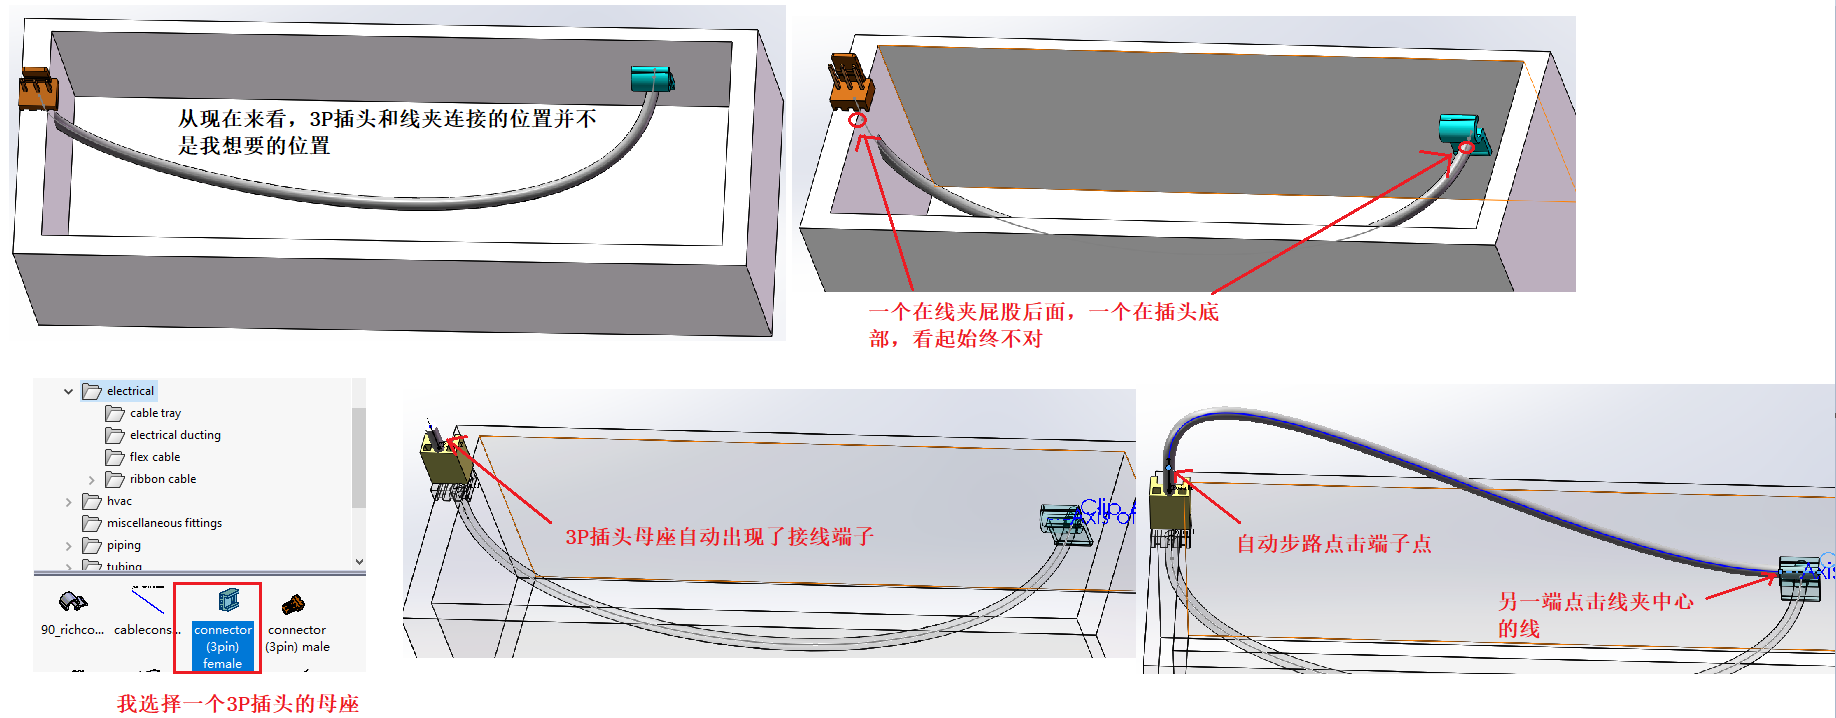 从现在来看，3P插头和线夹连接的位置并不
是我想要的位置
一个在线夹屁股后面，一个在插头底
部，看起始终不对
electrical
cable tray
electrical ducting
flex cable
ribbon cable
hvac
miscellaneous fittings
piping
tubing
90_richco...
cablecons...
connector
(3pin)
female
connector
(3pin) male
我选择一个3P插头的母座
3P插头母座自动出现了接线端子
自动步路点击端子点
另一端点击线夹中心
的线